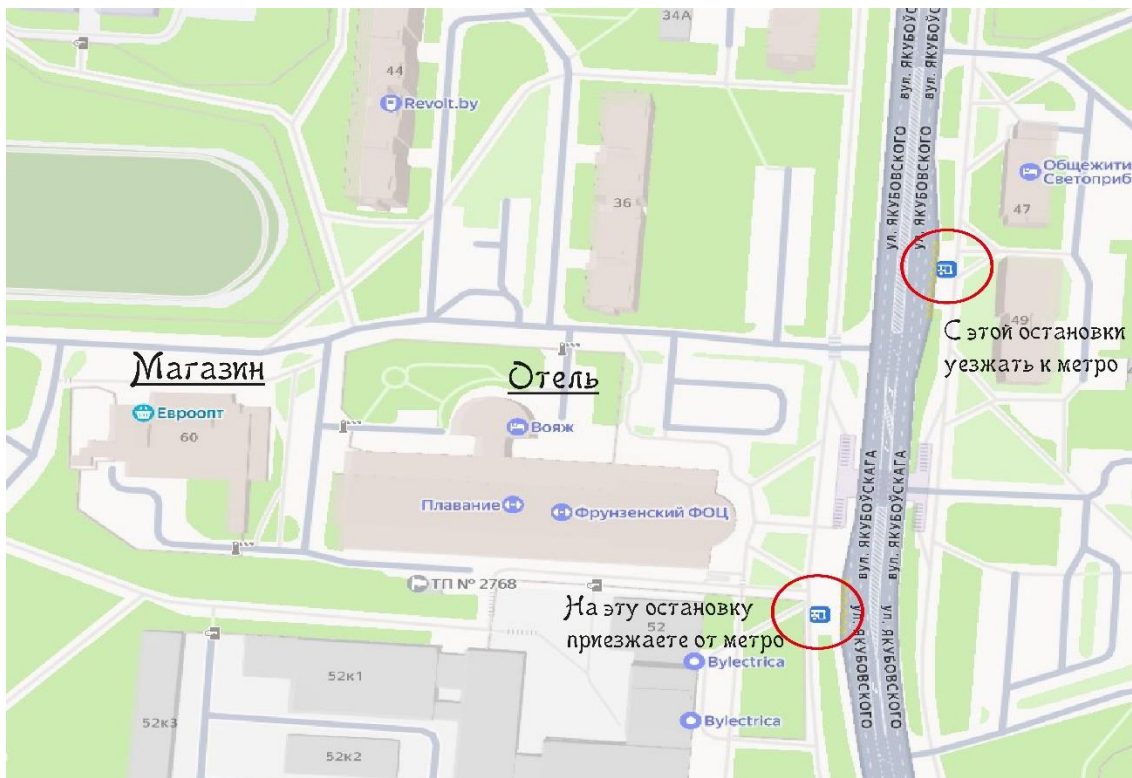 34А
44
Revolt.by
вул. ЯКУБОЎС
вул. ЯКУБОЎС
ул. ЯКУБОВСКОГО
ул. ЯКУБОВСКОГО
Общежити
Светоприб
47
36
49
С этой остановки
уезжать к метро
Магазин
Отель
Евроопт
60
Вояж
Плавание
Фрунзенский ФОЦ
вул. ЯКУБОЎСКАГА
вул. ЯКУБОЎСКАГА
ТП № 2768
На эту остановку
приезжаете от метро
52
ул. ЯКУБОВСКОГО
ул. ЯКУБОВСКОГО
Bylectrica
52к1
Bylectrica
52к3
52к2